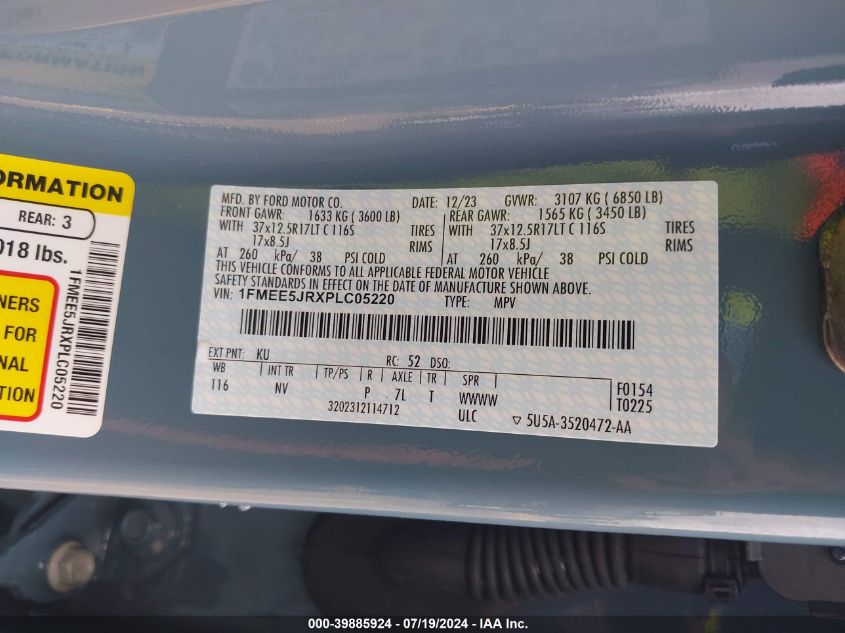 ORMATION
REAR: 3
018 lbs.
1FMEE5JRXPLC05220
NERS
FOR
NAL
TION
MFD. BY FORD MOTOR CO. DATE: 12/23 GVWR: 3107 KG ( 6850 LB)
FRONT GAWR: 1633 KG ( 3600 LB) REAR GAWR: 1565 KG ( 3450 LB)
WITH 37x12.5R17LT C 116S TIRES WITH 37x12.5R17LT C 116S TIRES
17x8.5J RIMS 17x8.5J RIMS
AT 260 kPa/ 38 PSI COLD AT 260 kPa/ 38 PSI COLD
THIS VEHICLE CONFORMS TO ALL APPLICABLE FEDERAL MOTOR VEHICLE
SAFETY STANDARDS IN EFFECT ON THE DATE OF MANUFACTURE SHOWN ABOVE.
VIN: 1FMEE5JRXPLC05220 TYPE: MPV
EXT PNT: KU RC: 52 DSO:
WB INT TR TP/PS R AXLE TR SPR F0154
116 NV P 7L T WWWW T0225
3202312114712 ULC ▽ 5U5A-3520472-AA
000-39885924 - 07/19/2024 - IAA Inc.